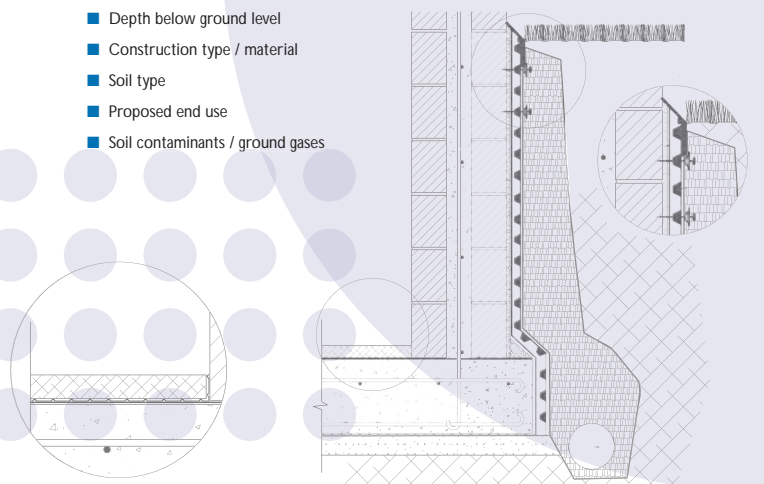 Depth below ground level
Construction type / material
Soil type
Proposed end use
Soil contaminants / ground gases